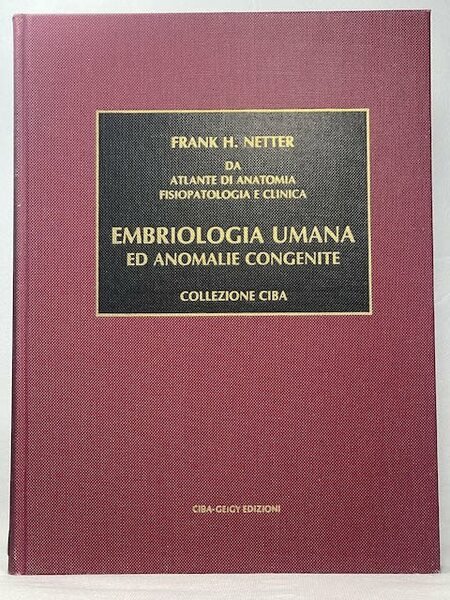 FRANK H. NETTER
DA
ATLANTE DI ANATOMIA
FISIOPATOLOGIA E CLINICA
EMBRIOLOGIA UMANA
ED ANOMALIE CONGENITE
COLLEZIONE CIBA
CIBA-GEIGY EDIZIONI